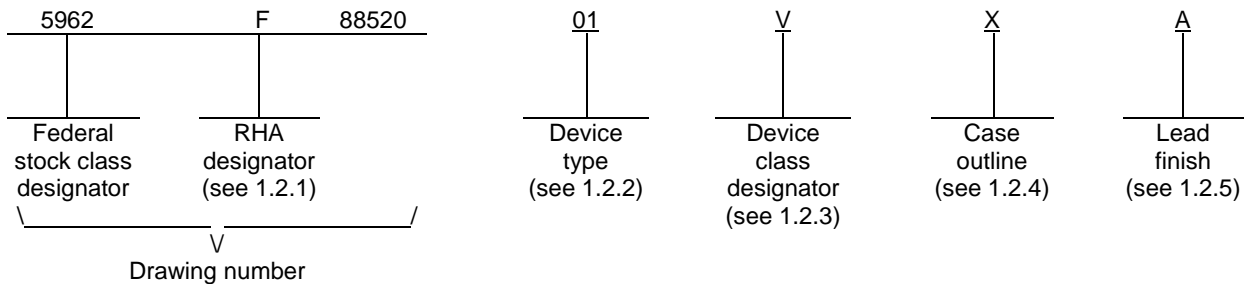 5962 F 88520 01 V X A
Federal stock class designator
RHA designator (see 1.2.1)
Device type (see 1.2.2)
Device class designator (see 1.2.3)
Case outline (see 1.2.4)
Lead finish (see 1.2.5)
Drawing number